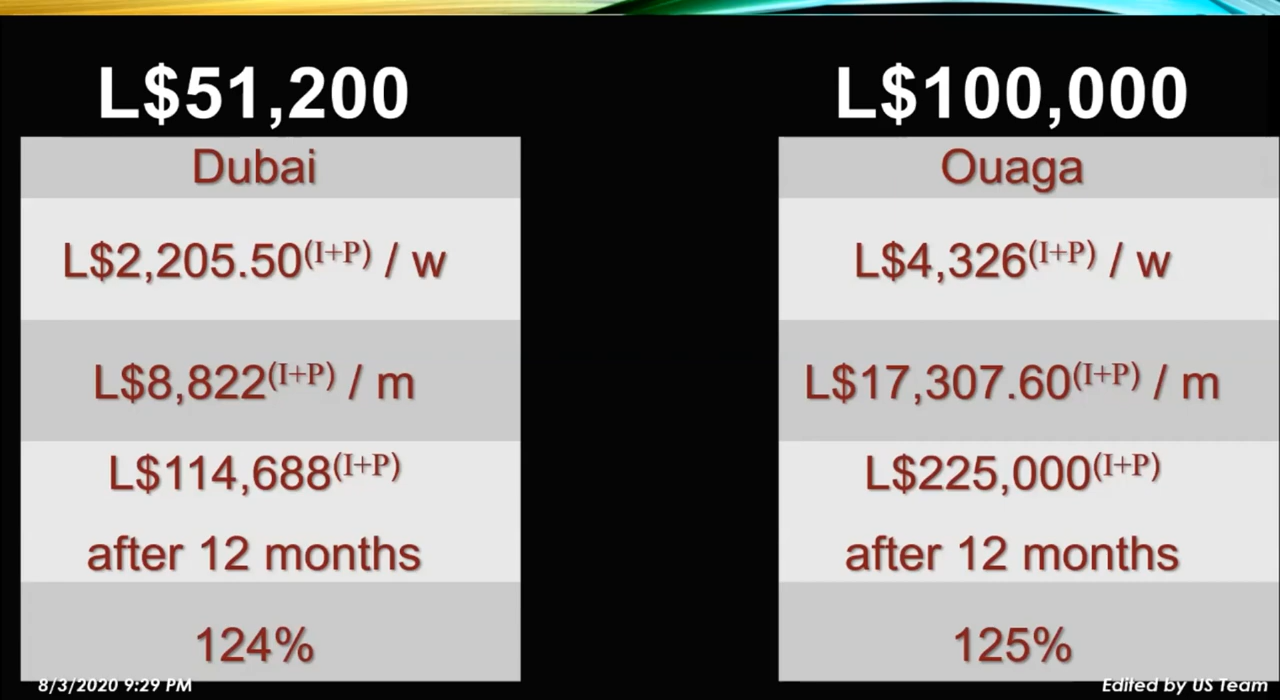 L$51,200
Dubai
L$2,205.50(I+P) / w
L$8,822(I+P) / m
L$114,688(I+P)
after 12 months
124%
L$100,000
Ouaga
L$4,326(I+P) / w
L$17,307.60(I+P) / m
L$225,000(I+P)
after 12 months
125%
8/3/2020 9:29 PM
Edited by US Team